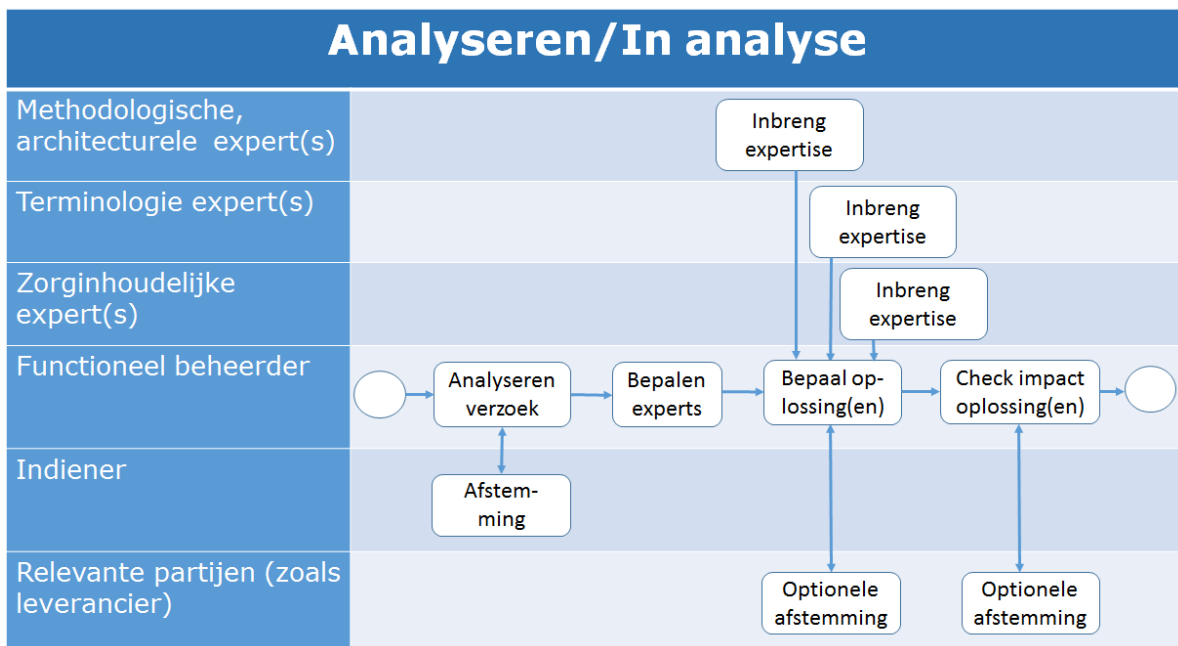 Analyseren/In analyse
Methodologische,
architecturele expert(s)
Inbreng
expertise
Terminologie expert(s)
Inbreng
expertise
Zorginhoudelijke
expert(s)
Inbreng
expertise
Functioneel beheerder
Analyseren
verzoek
Bepalen
experts
Bepaal op-
lossing(en)
Check impact
oplossing(en)
Indiener
Afstem-
ming
Relevante partijen (zoals
leverancier)
Optionele
afstemming
Optionele
afstemming